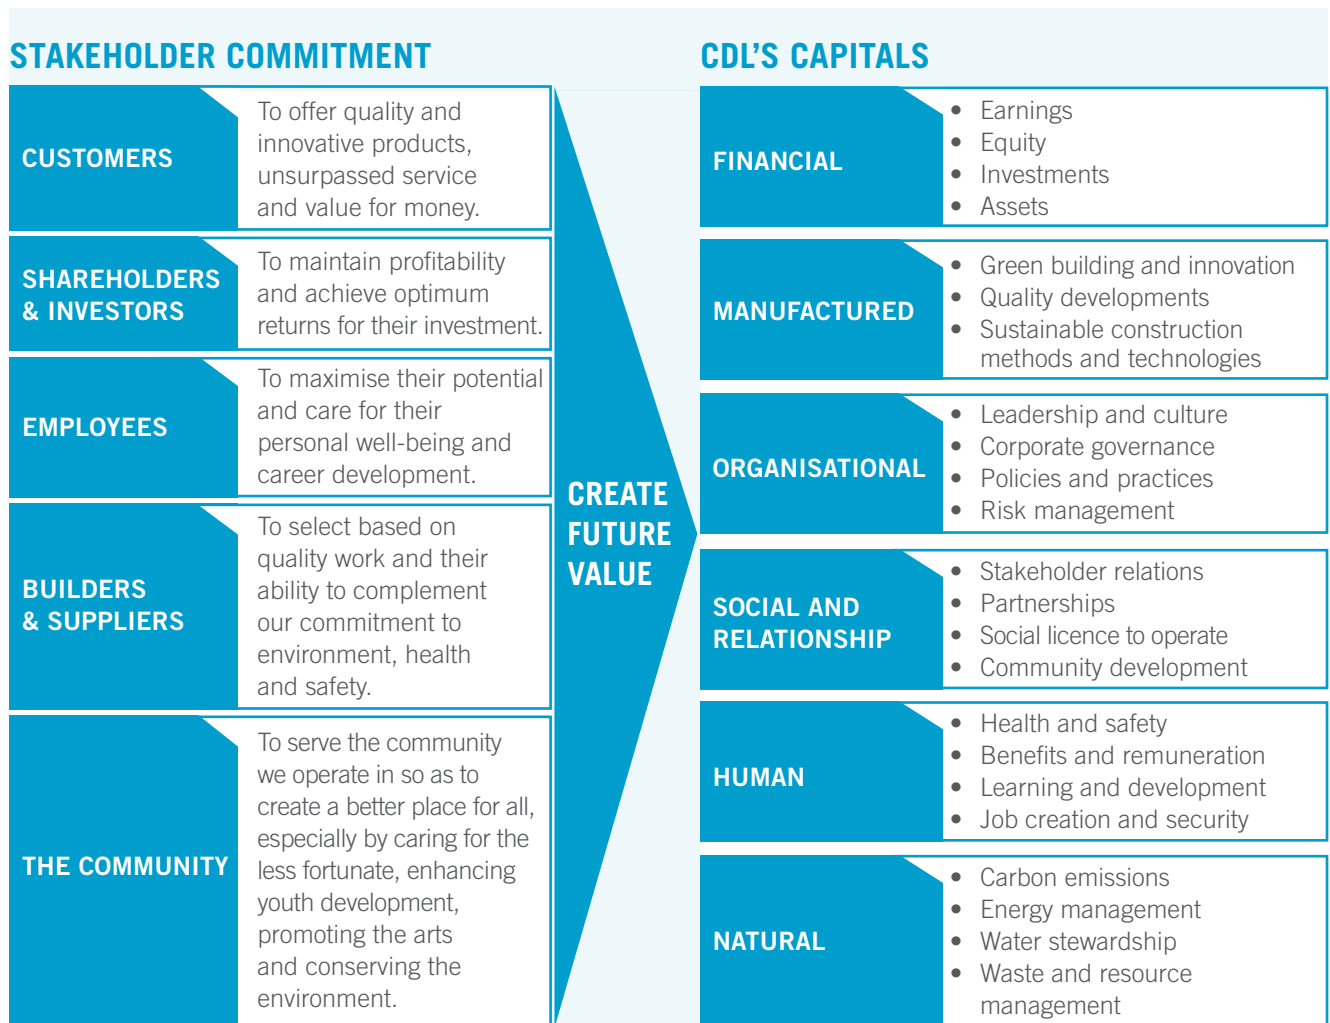 STAKEHOLDER COMMITMENT
CUSTOMERS
To offer quality and
innovative products,
unsurpassed service
and value for money.
SHAREHOLDERS
& INVESTORS
To maintain profitability
and achieve optimum
returns for their investment.
EMPLOYEES
To maximise their potential
and care for their
personal well-being and
career development.
BUILDERS
& SUPPLIERS
To select based on
quality work and their
ability to complement
our commitment to
environment, health
and safety.
THE COMMUNITY
To serve the community
we operate in so as to
create a better place for all,
especially by caring for the
less fortunate, enhancing
youth development,
promoting the arts
and conserving the
environment.
CREATE
FUTURE
VALUE
CDL'S CAPITALS
FINANCIAL
• Earnings
• Equity
• Investments
• Assets
MANUFACTURED
• Green building and innovation
• Quality developments
• Sustainable construction
methods and technologies
ORGANISATIONAL
• Leadership and culture
• Corporate governance
• Policies and practices
• Risk management
SOCIAL AND
RELATIONSHIP
• Stakeholder relations
• Partnerships
• Social licence to operate
• Community development
HUMAN
• Health and safety
• Benefits and remuneration
• Learning and development
• Job creation and security
NATURAL
• Carbon emissions
• Energy management
• Water stewardship
• Waste and resource
management